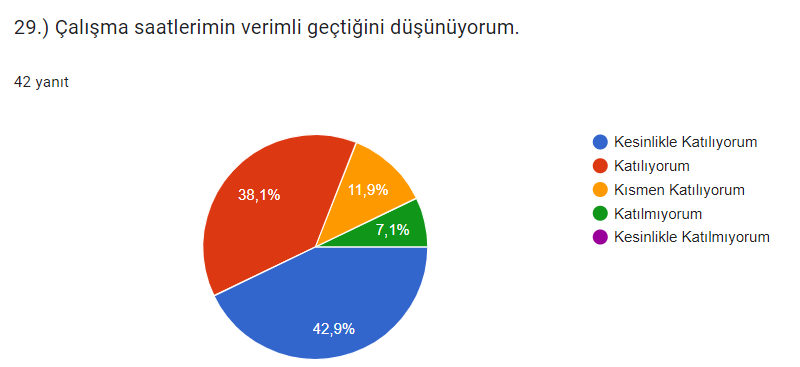 29.) Çalışma saatlerimin verimli geçtiğini düşünüyorum.
42 yanıt
38,1%
11,9%
7,1%
42,9%
Kesinlikle Katılıyorum
Katılıyorum
Kısmen Katılıyorum
Katılmıyorum
Kesinlikle Katılmıyorum